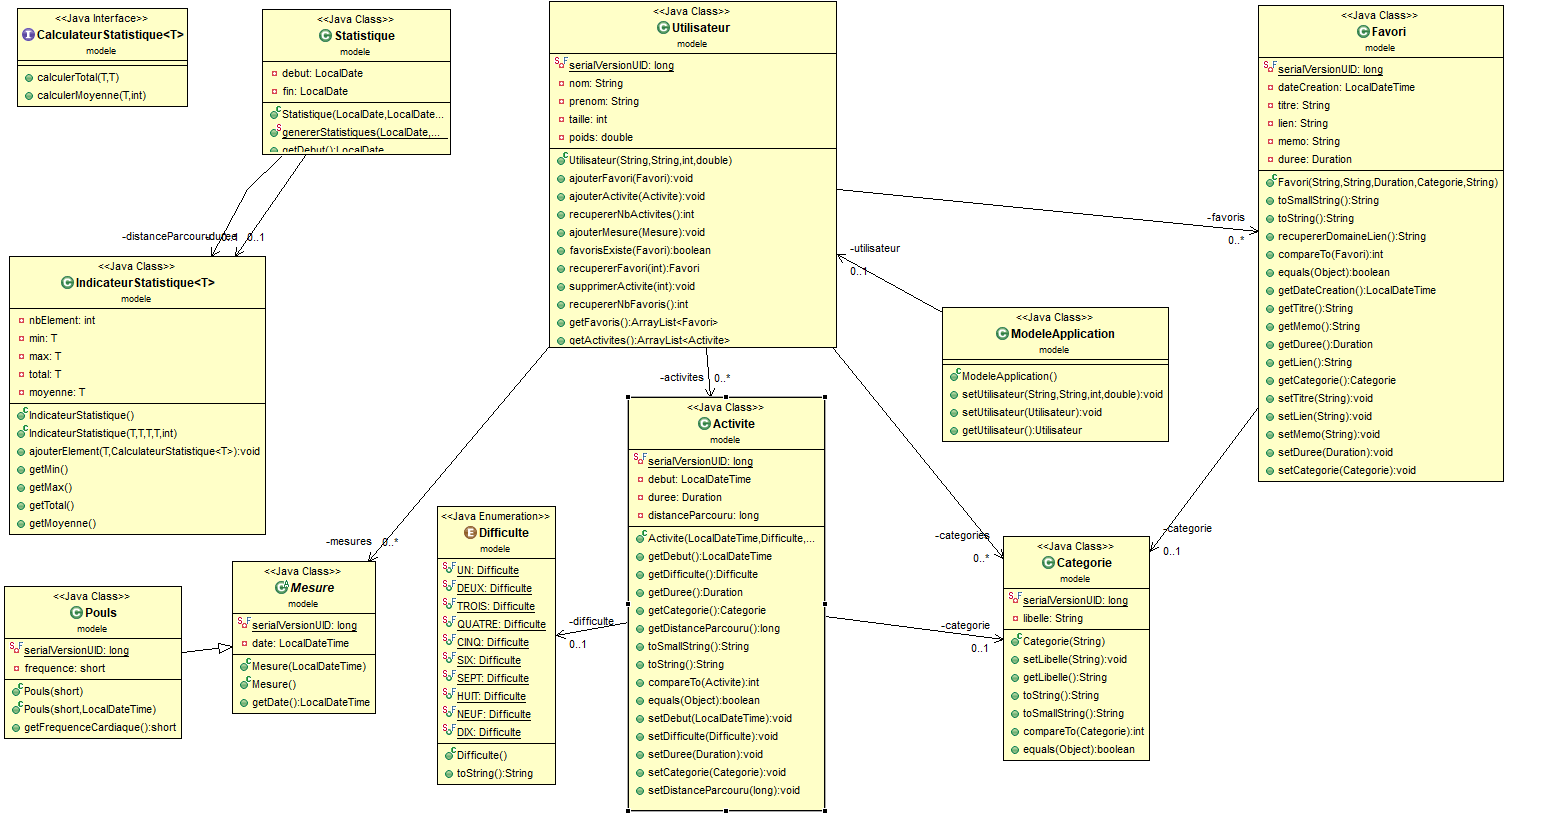 <<Java Interface>>
CalculateurStatistique<T>
modele
calculerTotal(T,T)
calculerMoyenne(T,int)
<<Java Class>>
Statistique
modele
debut: LocalDate
fin: LocalDate
Statistique(LocalDate,LocalDate...
genererStatistiques(LocalDate,...
getDebut():LocalDate
<<Java Class>>
Utilisateur
modele
serialVersionUID: long
nom: String
prenom: String
taille: int
poids: double
Utilisateur(String,String,int,double)
ajouterFavori(Favori):void
ajouterActivite(Activite):void
recupererNbActivites():int
ajouterMesure(Mesure):void
favorisExiste(Favori):boolean
recupererFavori(int):Favori
supprimerActivite(int):void
recupererNbFavoris():int
getFavoris():ArrayList<Favori>
getActivites():ArrayList<Activite>
<<Java Class>>
Favori
modele
serialVersionUID: long
dateCreation: LocalDateTime
titre: String
lien: String
memo: String
duree: Duration
Favori(String,String,Duration,Categorie,String)
toSmallString():String
toString():String
recupererDomaineLien():String
compareTo(Favori):int
equals(Object):boolean
getDateCreation():LocalDateTime
getTitre():String
getMemo():String
getDuree():Duration
getLien():String
getCategorie():Categorie
setTitre(String):void
setLien(String):void
setMemo(String):void
setDuree(Duration):void
setCategorie(Categorie):void
-favoris
0..*
-utilisateur
0..1
0..1
<<Java Class>>
IndicateurStatistique<T>
modele
nbElement: int
min: T
max: T
total: T
moyenne: T
IndicateurStatistique()
IndicateurStatistique(T,T,T,T,int)
ajouterElement(T,CalculateurStatistique<T>):void
getMin()
getMax()
getTotal()
getMoyenne()
<<Java Class>>
ModeleApplication
modele
ModeleApplication()
setUtilisateur(String,String,int,double):void
setUtilisateur(Utilisateur):void
getUtilisateur():Utilisateur
-activites
0..*
<<Java Class>>
Activite
modele
serialVersionUID: long
debut: LocalDateTime
duree: Duration
distanceParcouru: long
Activite(LocalDateTime,Difficulte,...
getDebut():LocalDateTime
getDifficulte():Difficulte
getDuree():Duration
getCategorie():Categorie
getDistanceParcouru():long
toSmallString():String
toString():String
compareTo(Activite):int
equals(Object):boolean
setDebut(LocalDateTime):void
setDifficulte(Difficulte):void
setDuree(Duration):void
setCategorie(Categorie):void
setDistanceParcouru(long):void
-mesures
0..*
<<Java Enumeration>>
Difficulte
modele
UN: Difficulte
DEUX: Difficulte
TROIS: Difficulte
QUATRE: Difficulte
CINQ: Difficulte
SIX: Difficulte
SEPT: Difficulte
HUIT: Difficulte
NEUF: Difficulte
DIX: Difficulte
Difficulte()
toString():String
-difficulte
0..1
-categories
0..*
-categorie
0..1
-categorie
0..1
<<Java Class>>
Categorie
modele
serialVersionUID: long
libelle: String
Categorie(String)
setLibelle(String):void
getLibelle():String
toString():String
toSmallString():String
compareTo(Categorie):int
equals(Object):boolean
<<Java Class>>
Mesure
modele
serialVersionUID: long
date: LocalDateTime
Mesure(LocalDateTime)
Mesure()
getDate():LocalDateTime
<<Java Class>>
Pouls
modele
serialVersionUID: long
frequence: short
Pouls(short)
Pouls(short,LocalDateTime)
getFrequenceCardiaque():short